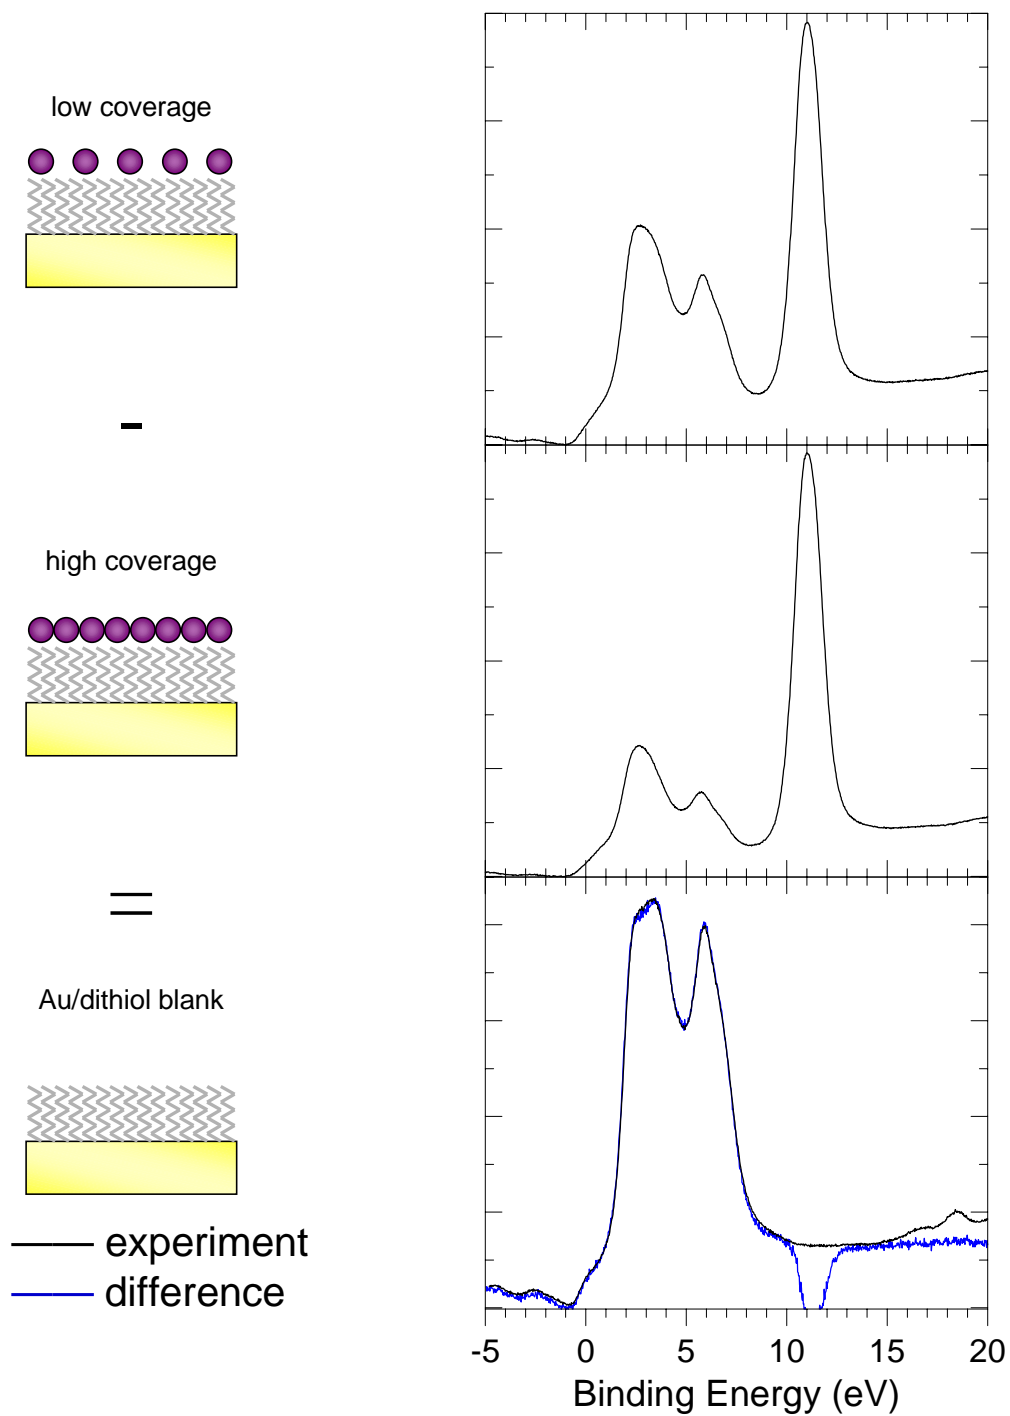 low coverage
-
high coverage
=
Au/dithiol blank
experiment
difference
-5 0 5 10 15 20
Binding Energy (eV)